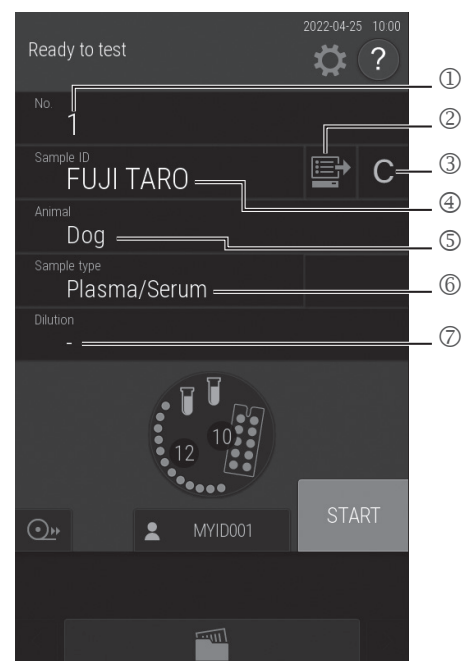 2022-04-25 10:00
Ready to test
?
①
No.
1
②
Sample ID
FUJI TARO
C
③
④
Animal
Dog
⑤
Sample type
Plasma/Serum
⑥
Dilution
-
⑦
10
12
MYID001
START